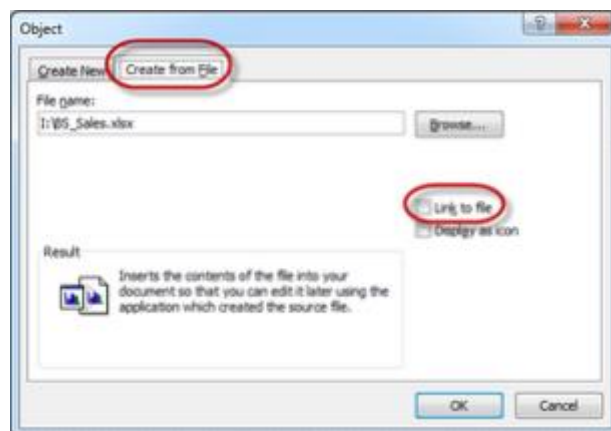 Object
Create New
Create from File
File name:
I:\BS_Sales.xlsx
Browse...
Link to file
Display as icon
Result
Inserts the contents of the file into your
document so that you can edit it later using the
application which created the source file.
OK
Cancel